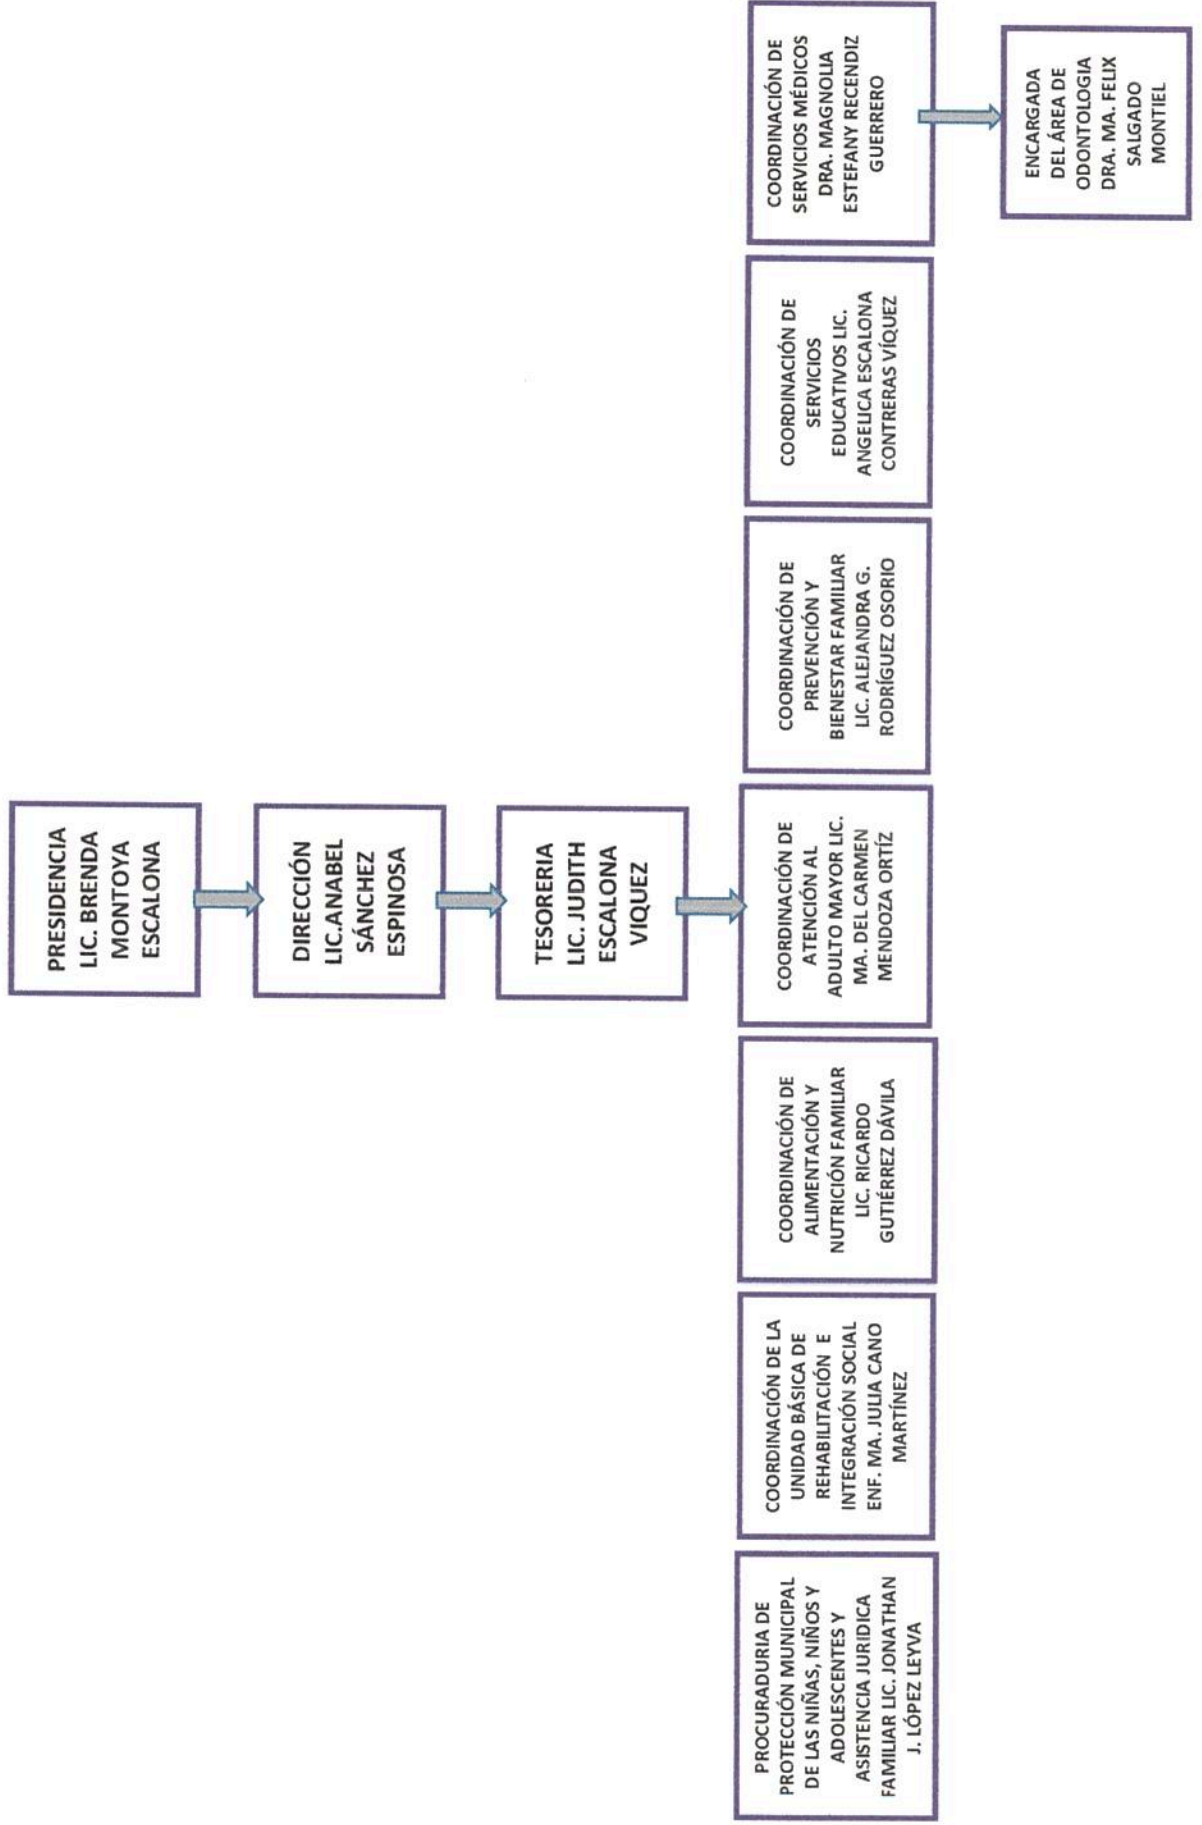 PRESIDENCIA
LIC. BRENDA
MONTOYA
ESCALONA
DIRECCIÓN
LIC.ANABEL
SÁNCHEZ
ESPINOSA
TESORERIA
LIC. JUDITH
ESCALONA
VIQUEZ
PROCURADURIA DE
PROTECCIÓN MUNICIPAL
DE LAS NIÑAS, NIÑOS Y
ADOLESCENTES Y
ASISTENCIA JURIDICA
FAMILIAR LIC. JONATHAN
J. LÓPEZ LEYVA
COORDINACIÓN DE LA
UNIDAD BÁSICA DE
REHABILITACIÓN E
INTEGRACIÓN SOCIAL
ENF. MA. JULIA CANO
MARTÍNEZ
COORDINACIÓN DE
ALIMENTACIÓN Y
NUTRICIÓN FAMILIAR
LIC. RICARDO
GUTIÉRREZ DÁVILA
COORDINACIÓN DE
ATENCIÓN AL
ADULTO MAYOR LIC.
MA. DEL CARMEN
MENDOZA ORTÍZ
COORDINACIÓN DE
PREVENCIÓN Y
BIENESTAR FAMILIAR
LIC. ALEJANDRA G.
RODRÍGUEZ OSORIO
COORDINACIÓN DE
SERVICIOS
EDUCATIVOS LIC.
ANGELICA ESCALONA
CONTRERAS VÍQUEZ
COORDINACIÓN DE
SERVICIOS MÉDICOS
DRA. MAGNOLIA
ESTEFANY RECENDIZ
GUERRERO
ENCARGADA
DEL ÁREA DE
ODONTOLOGIA
DRA. MA. FELIX
SALGADO
MONTIEL